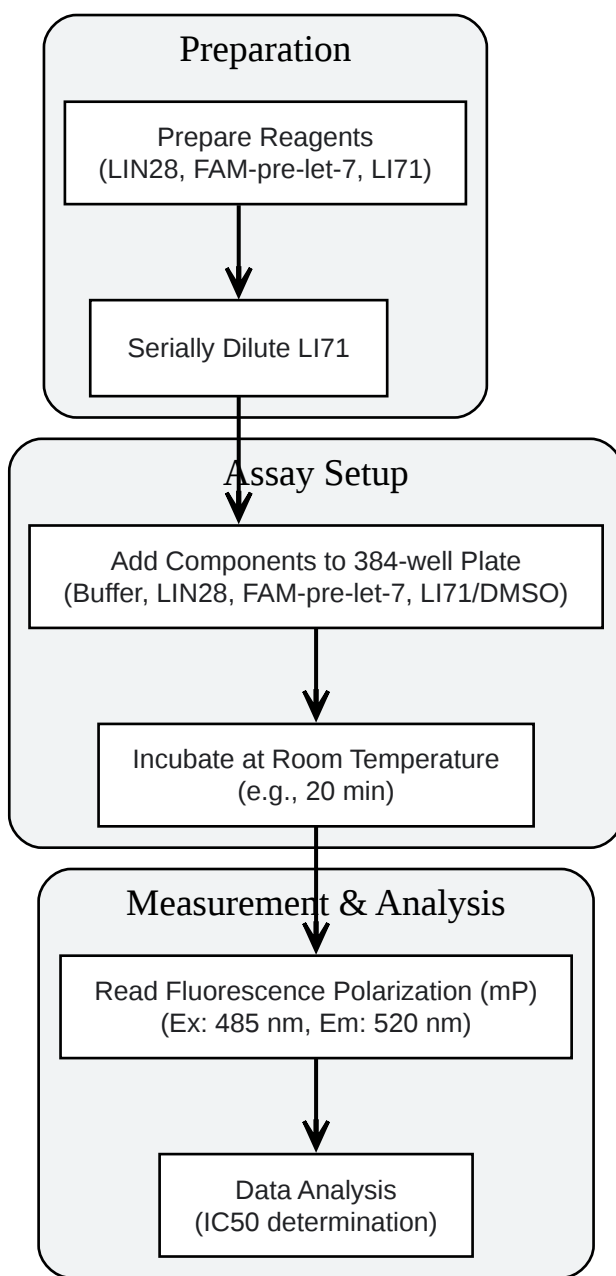 Preparation
Prepare Reagents
(LIN28, FAM-pre-let-7, LI71)
Serially Dilute LI71
Assay Setup
Add Components to 384-well Plate
(Buffer, LIN28, FAM-pre-let-7, LI71/DMSO)
Incubate at Room Temperature
(e.g., 20 min)
Measurement & Analysis
Read Fluorescence Polarization (mP)
(Ex: 485 nm, Em: 520 nm)
Data Analysis
(IC50 determination)